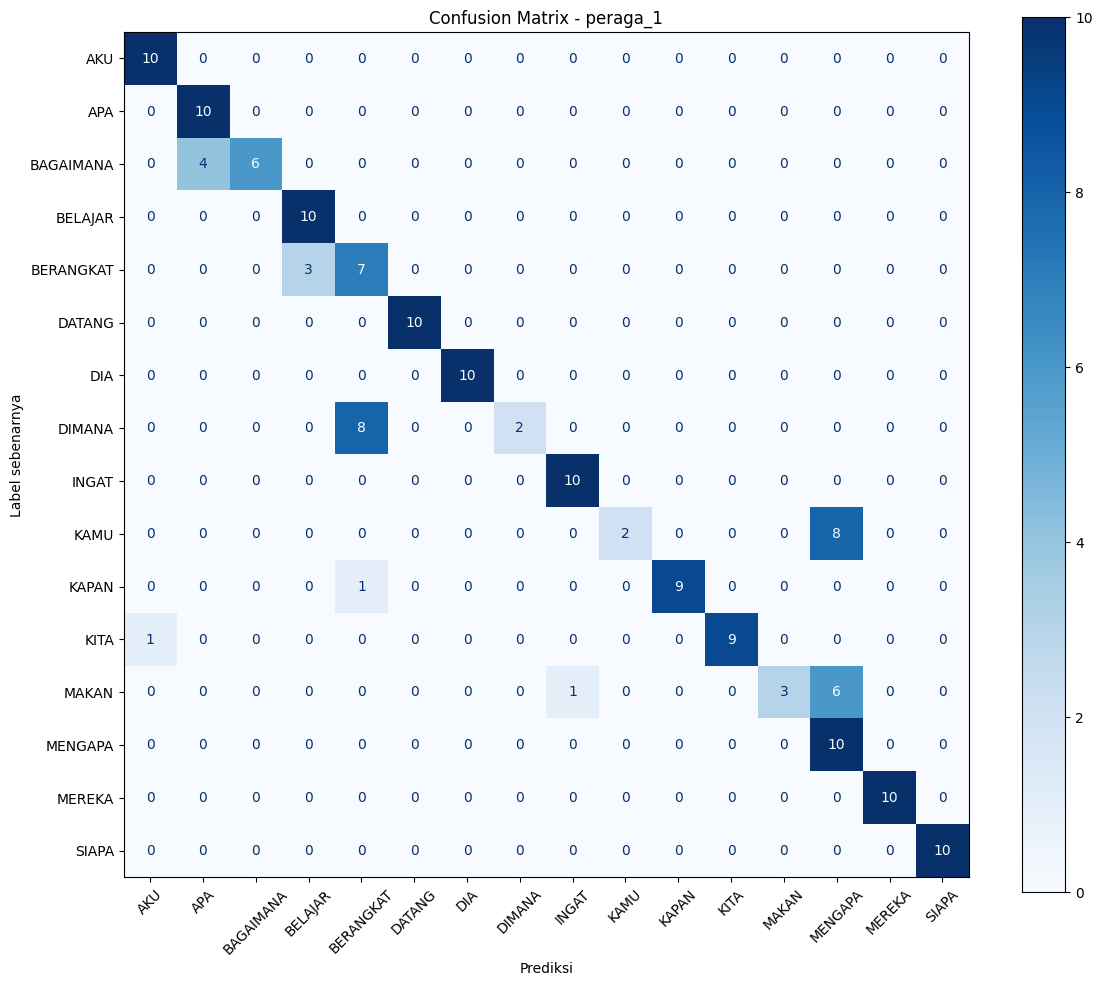 Confusion Matrix - peraga_1
Label sebenarnya
AKU 10 0 0 0 0 0 0 0 0 0 0 0 0 0 0 0
APA 0 10 0 0 0 0 0 0 0 0 0 0 0 0 0 0
BAGAIMANA 0 4 6 0 0 0 0 0 0 0 0 0 0 0 0 0
BELAJAR 0 0 0 10 0 0 0 0 0 0 0 0 0 0 0 0
BERANGKAT 0 0 0 3 7 0 0 0 0 0 0 0 0 0 0 0
DATANG 0 0 0 0 0 10 0 0 0 0 0 0 0 0 0 0
DIA 0 0 0 0 0 0 10 0 0 0 0 0 0 0 0 0
DIMANA 0 0 0 0 8 0 0 2 0 0 0 0 0 0 0 0
INGAT 0 0 0 0 0 0 0 0 10 0 0 0 0 0 0 0
KAMU 0 0 0 0 0 0 0 0 0 2 0 0 0 8 0 0
KAPAN 0 0 0 0 1 0 0 0 0 0 9 0 0 0 0 0
KITA 1 0 0 0 0 0 0 0 0 0 0 9 0 0 0 0
MAKAN 0 0 0 0 0 0 0 0 1 0 0 0 3 6 0 0
MENGAPA 0 0 0 0 0 0 0 0 0 0 0 0 0 10 0 0
MEREKA 0 0 0 0 0 0 0 0 0 0 0 0 0 0 10 0
SIAPA 0 0 0 0 0 0 0 0 0 0 0 0 0 0 0 10
AKU APA BAGAIMANA BELAJAR BERANGKAT DATANG DIA DIMANA INGAT KAMU KAPAN KITA MAKAN MENGAPA MEREKA SIAPA
Prediksi
10
8
6
4
2
0